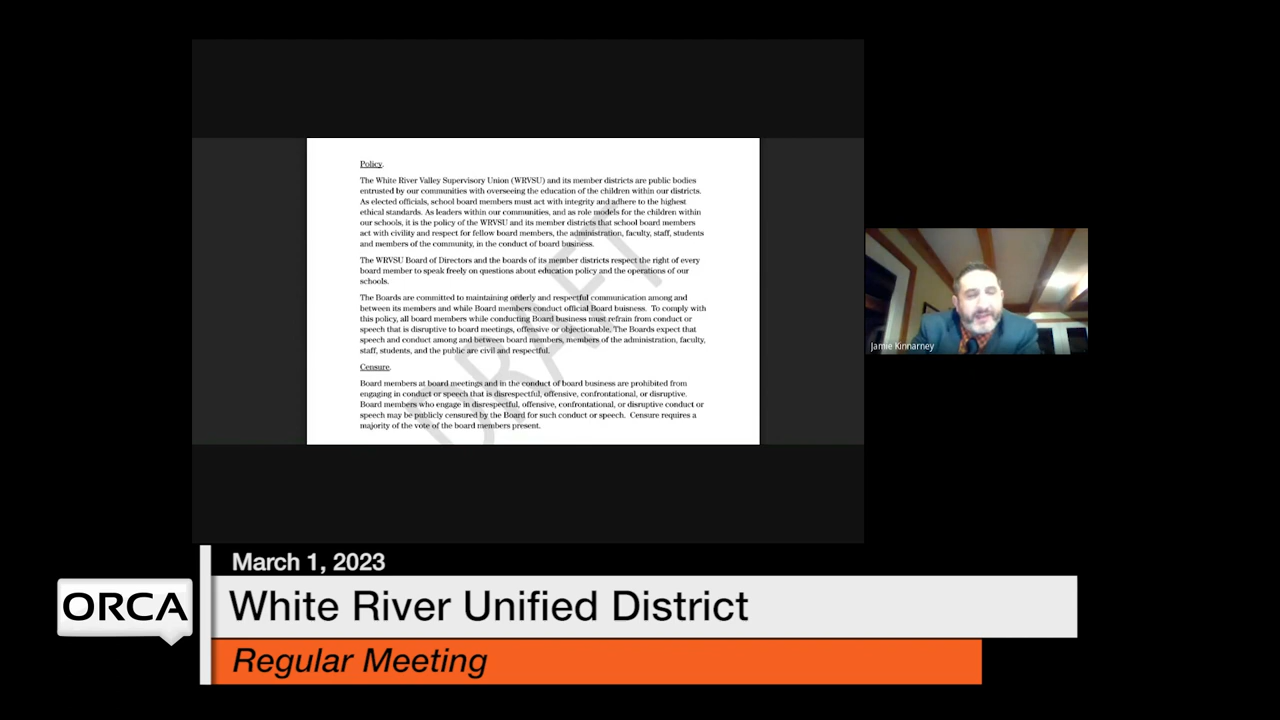 Policy.
The White River Valley Supervisory Union (WRVSU) and its member districts are public bodies
entrusted by our communities with overseeing the education of the children within our districts.
As elected officials, school board members must act with integrity and adhere to the highest
ethical standards. As leaders within our communities, and as role models for the children within
our schools, it is the policy of the WRVSU and its member districts that school board members
act with civility and respect for fellow board members, the administration, faculty, staff, students
and members of the community, in the conduct of board business.
The WRVSU Board of Directors and the boards of its member districts respect the right of every
board member to speak freely on questions about education policy and the operations of our
schools.
The Boards are committed to maintaining orderly and respectful communication among and
between its members and while Board members conduct official Board buisness. To comply with
this policy, all board members while conducting Board business must refrain from conduct or
speech that is disruptive to board meetings, offensive or objectionable. The Boards expect that
speech and conduct among and between board members, members of the administration, faculty,
staff, students, and the public are civil and respectful.
Censure.
Board members at board meetings and in the conduct of board business are prohibited from
engaging in conduct or speech that is disrespectful, offensive, confrontational, or disruptive.
Board members who engage in disrespectful, offensive, confrontational, or disruptive conduct or
speech may be publicly censured by the Board for such conduct or speech. Censure requires a
majority of the vote of the board members present.
DRAFT
Jamie Kinnarney
March 1, 2023
ORCA
White River Unified District
Regular Meeting